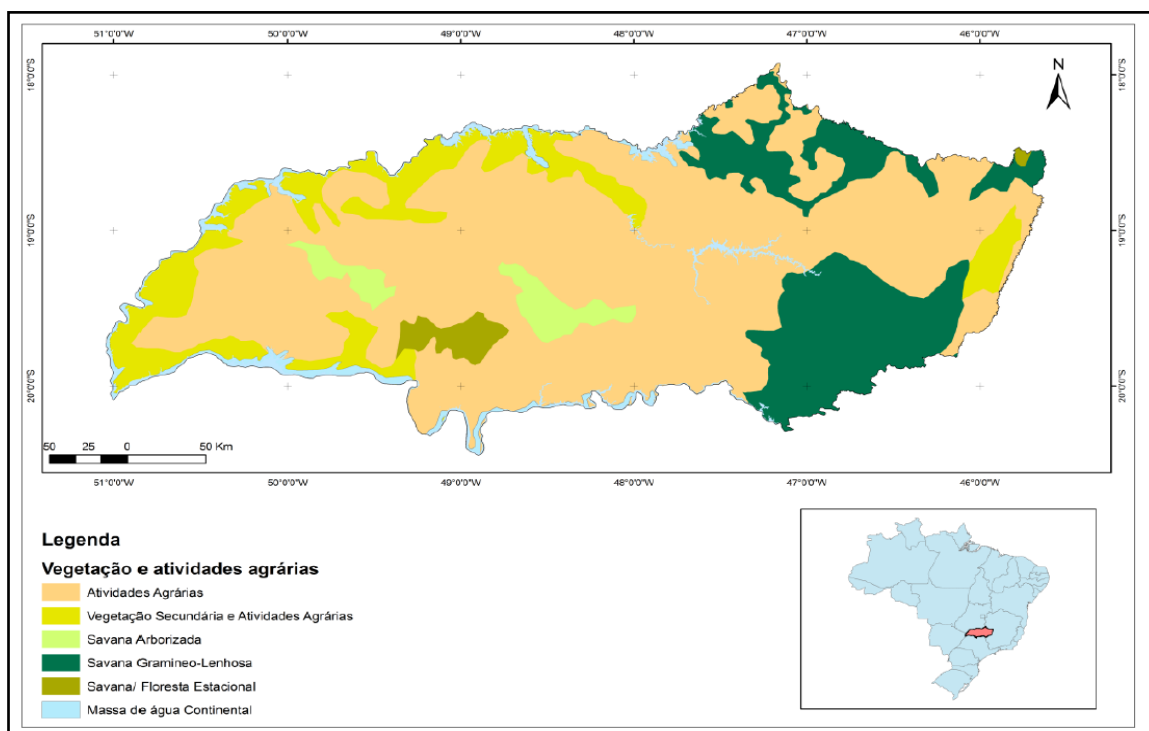 51°0'0"W 50°0'0"W 49°0'0"W 48°0'0"W 47°0'0"W 46°0'0"W
18°0'0"S 18°0'0"S
N
19°0'0"S 19°0'0"S
20°0'0"S 20°0'0"S
50 25 0 50 Km
51°0'0"W 50°0'0"W 49°0'0"W 48°0'0"W 47°0'0"W 46°0'0"W
Legenda
Vegetação e atividades agrárias
Atividades Agrárias
Vegetação Secundária e Atividades Agrárias
Savana Arborizada
Savana Gramineo-Lenhosa
Savana/ Floresta Estacional
Massa de água Continental